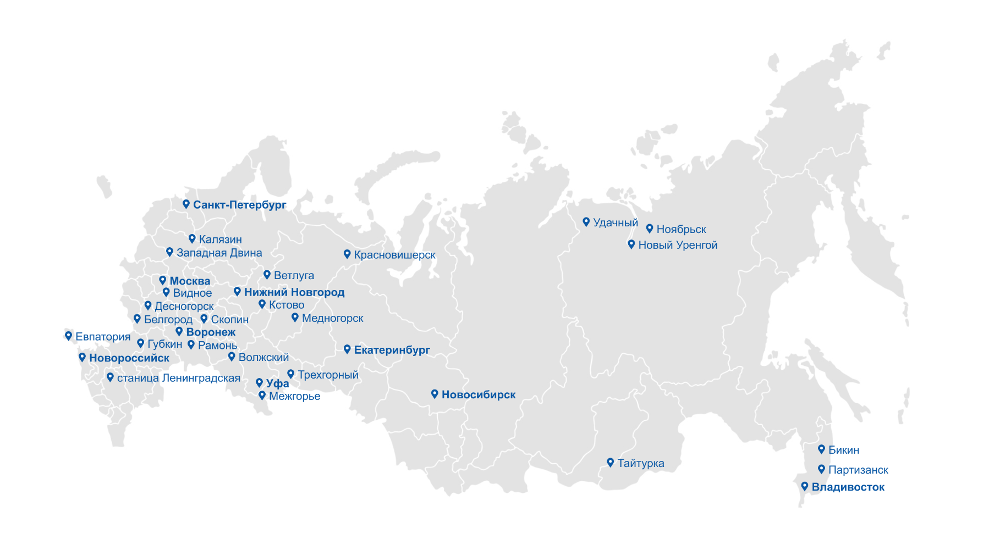 Санкт-Петербург
Удачный
Ноябрьск
Калязин
Новый Уренгой
Западная Двина
Красновишерск
Ветлуга
Москва
Нижний Новгород
Видное
Кстово
Десногорск
Медногорск
Белгород
Скопин
Воронеж
Евпатория
Губкин
Рамонь
Екатеринбург
Волжский
Новороссийск
Трехгорный
станица Ленинградская
Уфа
Новосибирск
Межгорье
Бикин
Тайтурка
Партизанск
Владивосток